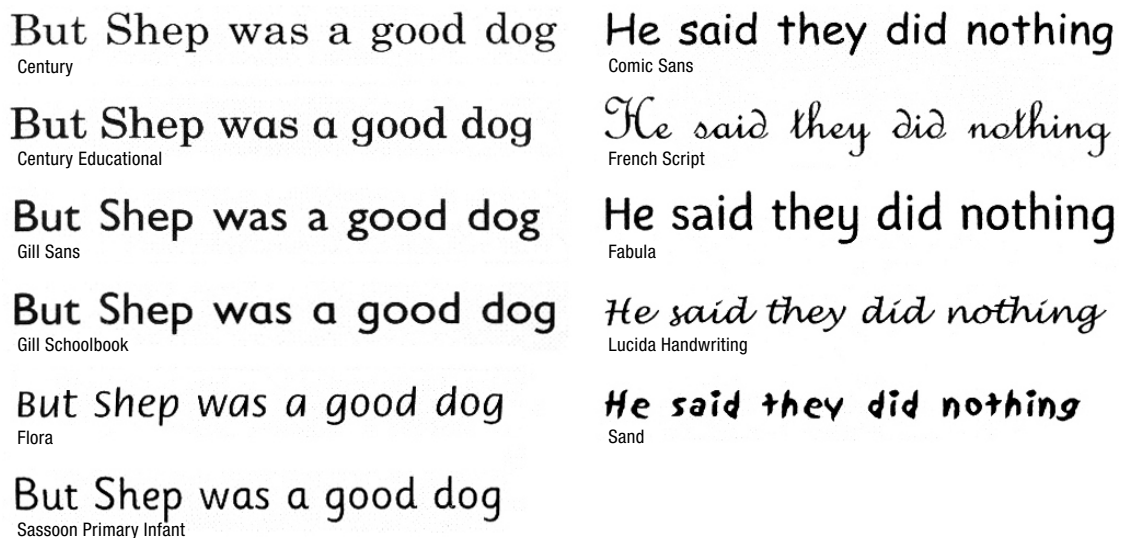 But Shep was a good dog
Century
But Shep was a good dog
Century Educational
But Shep was a good dog
Gill Sans
But Shep was a good dog
Gill Schoolbook
But Shep was a good dog
Flora
But Shep was a good dog
Sassoon Primary Infant
He said they did nothing
Comic Sans
He said they did nothing
French Script
He said they did nothing
Fabula
He said they did nothing
Lucida Handwriting
He said they did nothing
Sand